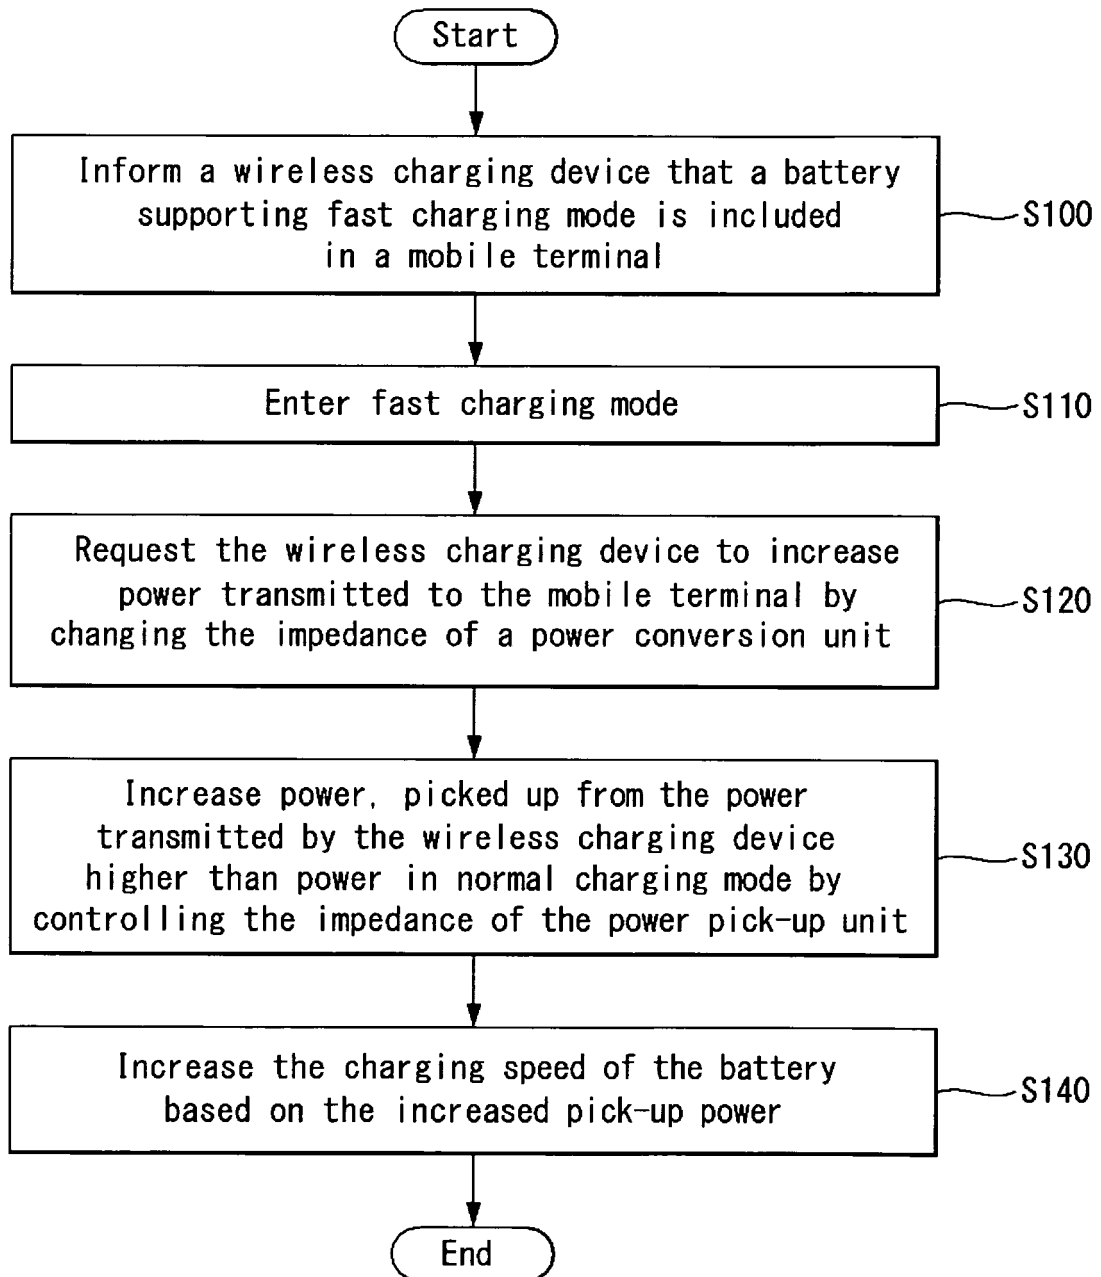 Start
Inform a wireless charging device that a battery
supporting fast charging mode is included
in a mobile terminal
S100
Enter fast charging mode
S110
Request the wireless charging device to increase
power transmitted to the mobile terminal by
changing the impedance of a power conversion unit
S120
Increase power, picked up from the power
transmitted by the wireless charging device
higher than power in normal charging mode by
controlling the impedance of the power pick-up unit
S130
Increase the charging speed of the battery
based on the increased pick-up power
S140
End